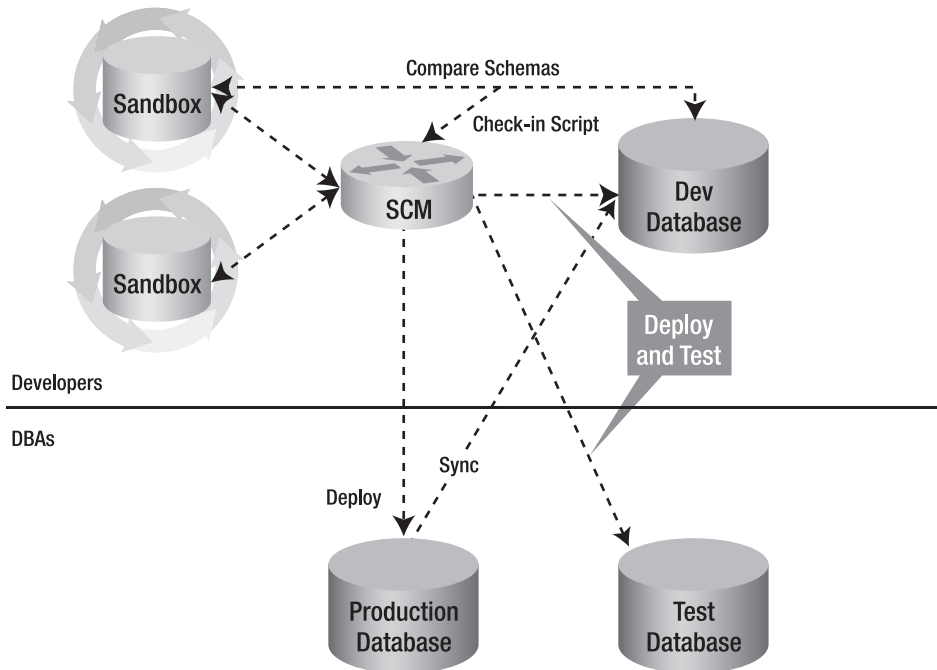 Compare Schemas
Sandbox
Check-in Script
Dev
Database
SCM
Sandbox
Deploy
and Test
Developers
DBAs
Sync
Deploy
Production
Database
Test
Database